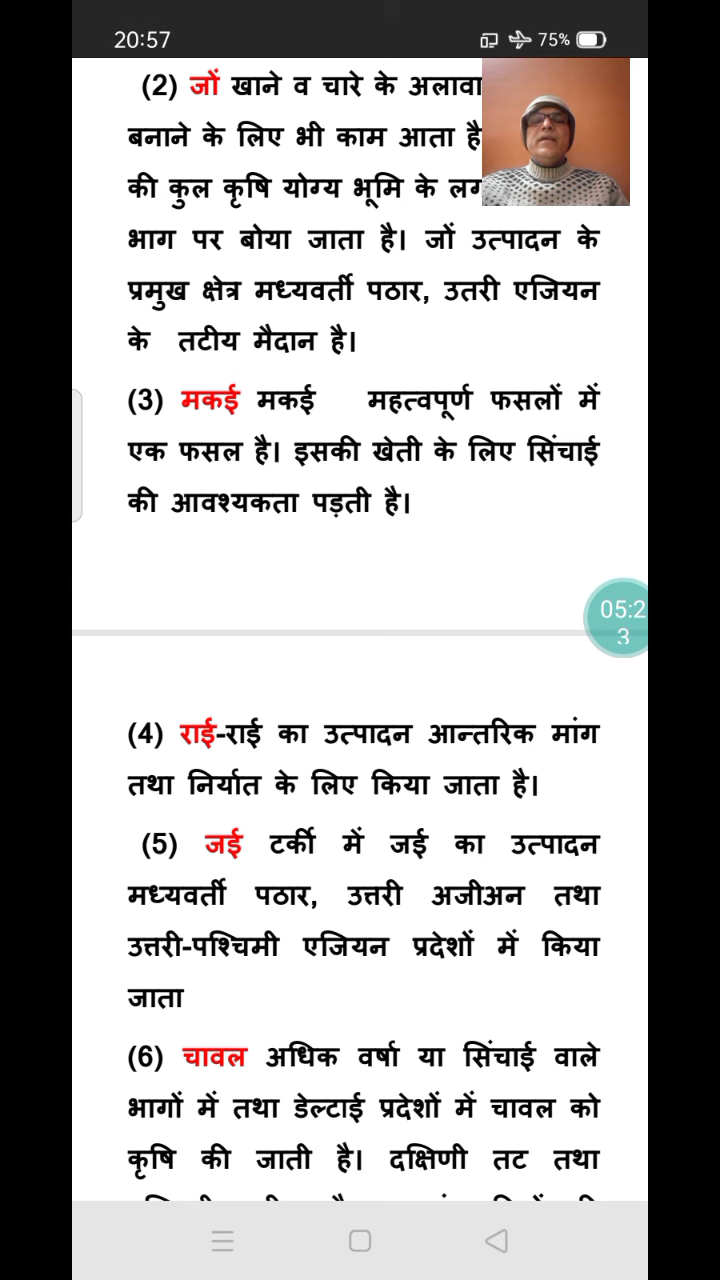 20:57
75%
(2) जों खाने व चारे के अलावा
बनाने के लिए भी काम आता है
की कुल कृषि योग्य भूमि के
भाग पर बोया जाता है। जों उत्पादन के
प्रमुख क्षेत्र मध्यवर्ती पठार, उतरी एजियन
के तटीय मैदान है।
(3) मकई मकई महत्वपूर्ण फसलों में
एक फसल है। इसकी खेती के लिए सिंचाई
की आवश्यकता पड़ती है।
05:2
3
(4) राई-राई का उत्पादन आन्तरिक मांग
तथा निर्यात के लिए किया जाता है।
(5) जई टर्की में जई का उत्पादन
मध्यवर्ती पठार, उत्तरी अजीअन तथा
उत्तरी-पश्चिमी एजियन प्रदेशों में किया
जाता
(6) चावल अधिक वर्षा या सिंचाई वाले
भागों में तथा डेल्टाई प्रदेशों में चावल को
कृषि की जाती है। दक्षिणी तट तथा